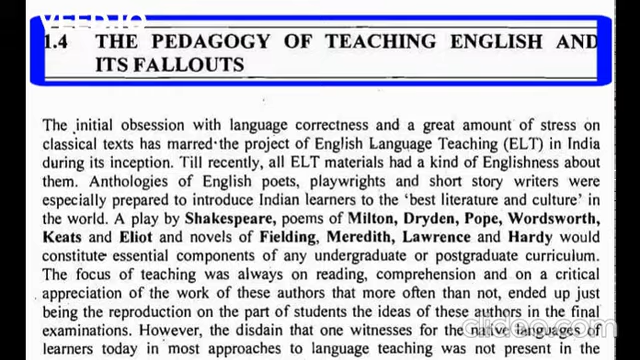 VEED.IO
1.4 THE PEDAGOGY OF TEACHING ENGLISH AND
ITS FALLOUTS
The initial obsession with language correctness and a great amount of stress on
classical texts has marred the project of English Language Teaching (ELT) in India
during its inception. Till recently, all ELT materials had a kind of Englishness about
them. Anthologies of English poets, playwrights and short story writers were
especially prepared to introduce Indian learners to the ‘best literature and culture’ in
the world. A play by Shakespeare, poems of Milton, Dryden, Pope, Wordsworth,
Keats and Eliot and novels of Fielding, Meredith, Lawrence and Hardy would
constitute essential components of any undergraduate or postgraduate curriculum.
The focus of teaching was always on reading, comprehension and on a critical
appreciation of the work of these authors that more often than not, ended up just
being the reproduction on the part of students the ideas of these authors in the final
examinations. However, the disdain that one witnesses for the native languages of
learners today in most approaches to language teaching was not present in the
clideo.com